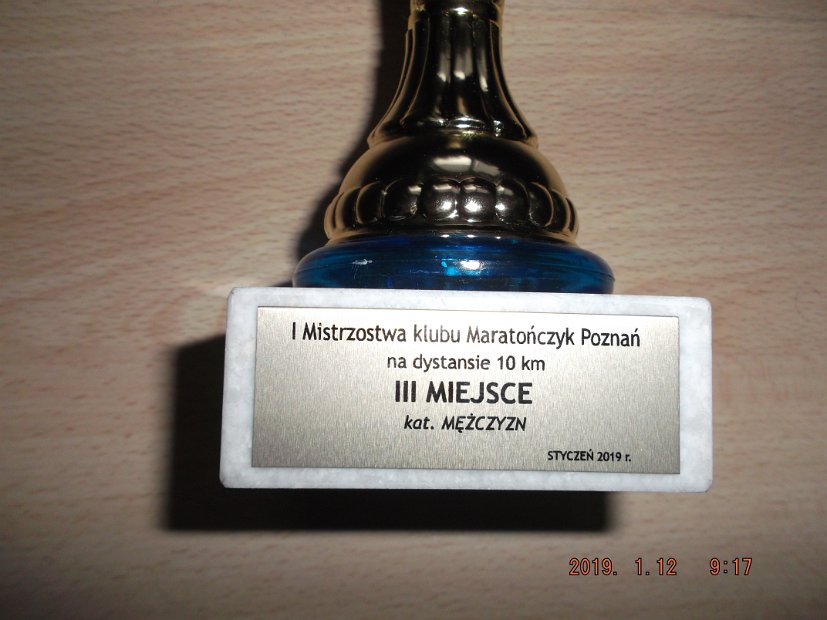 I Mistrzostwa klubu Maratończyk Poznań
na dystansie 10 km
III MIEJSCE
kat. MĘŻCZYZN
STYCZEŃ 2019 r.
2019. 1.12 9:17